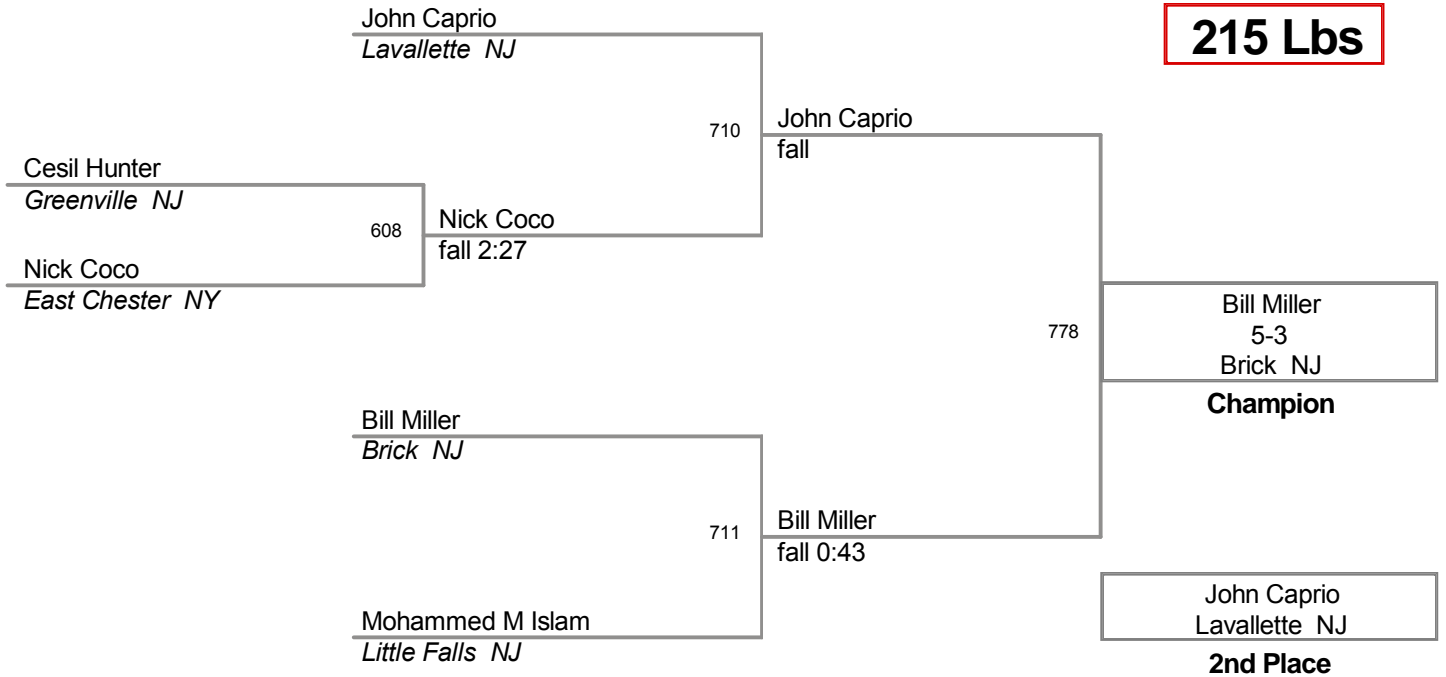 215 Lbs
John Caprio
Lavallette NJ
710
John Caprio
fall
Cesil Hunter
Greenville NJ
608
Nick Coco
fall 2:27
Nick Coco
East Chester NY
778
Bill Miller
5-3
Brick NJ
Champion
Bill Miller
Brick NJ
711
Bill Miller
fall 0:43
Mohammed M Islam
Little Falls NJ
John Caprio
Lavallette NJ
2nd Place